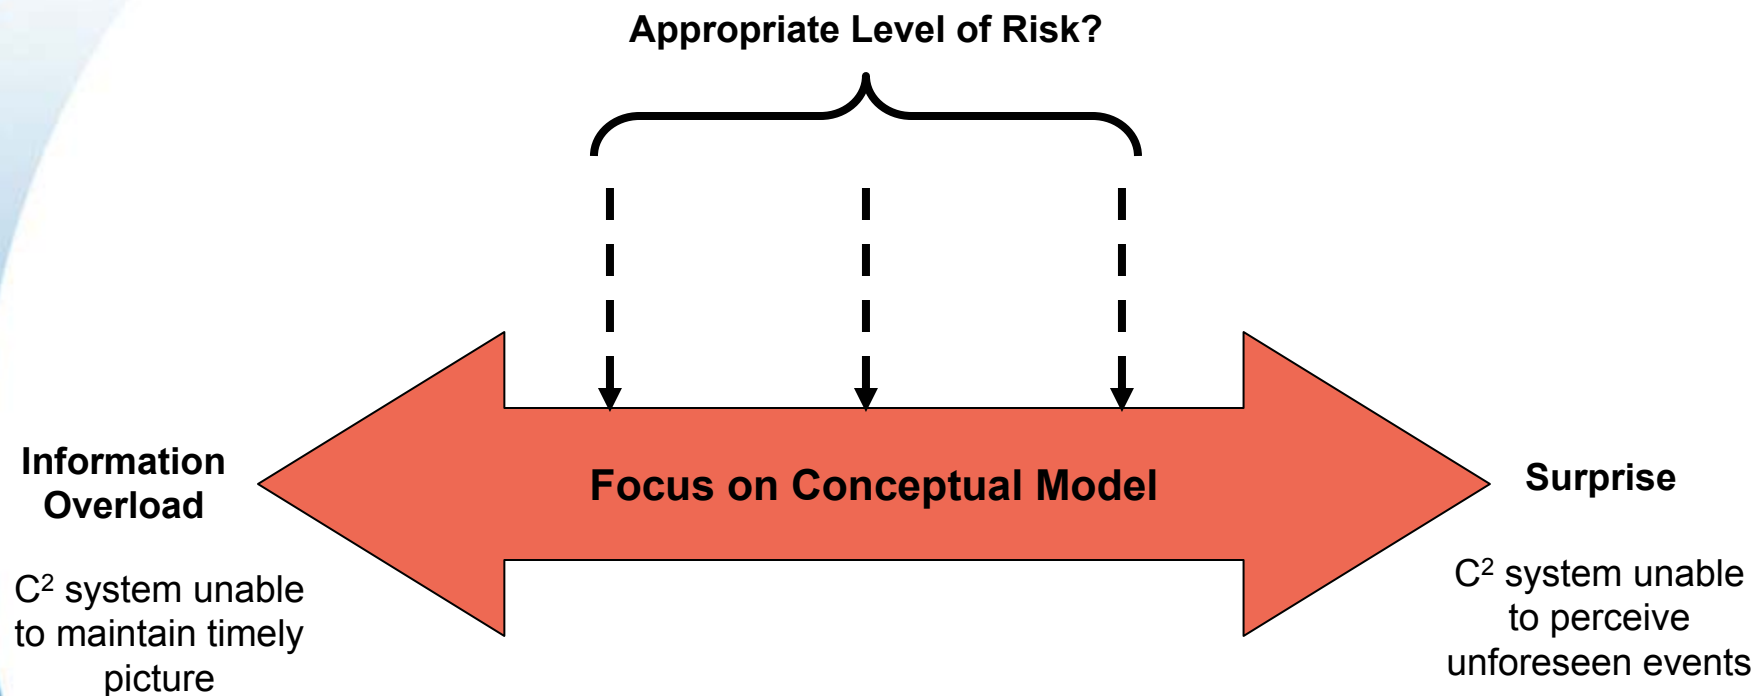 Appropriate Level of Risk?
Information
Overload
Focus on Conceptual Model
Surprise
C² system unable
to maintain timely
picture
C² system unable
to perceive
unforeseen events